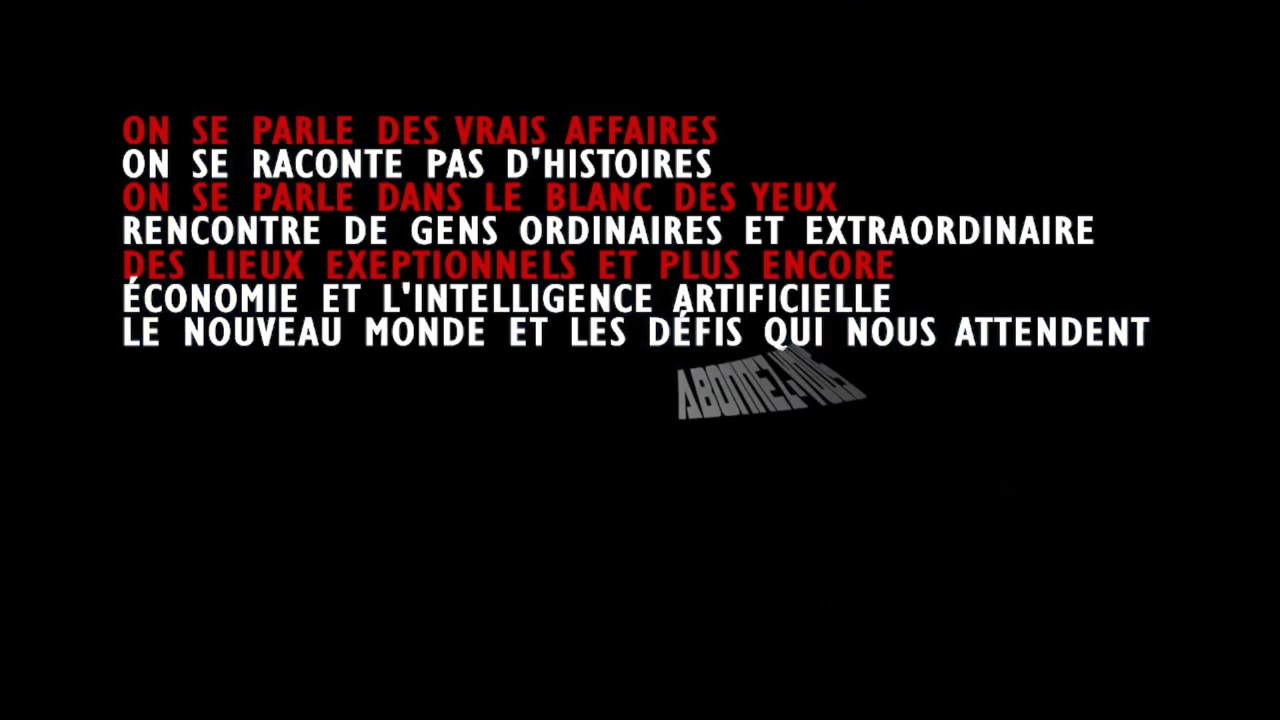 ON SE PARLE DES VRAIS AFFAIRES
ON SE RACONTE PAS D'HISTOIRES
ON SE PARLE DANS LE BLANC DES YEUX
RENCONTRE DE GENS ORDINAIRES ET EXTRAORDINAIRE
DES LIEUX EXEPTIONNELS ET PLUS ENCORE
ÉCONOMIE ET L'INTELLIGENCE ARTIFICIELLE
LE NOUVEAU MONDE ET LES DÉFIS QUI NOUS ATTENDENT
ABONNEZ-VOUS